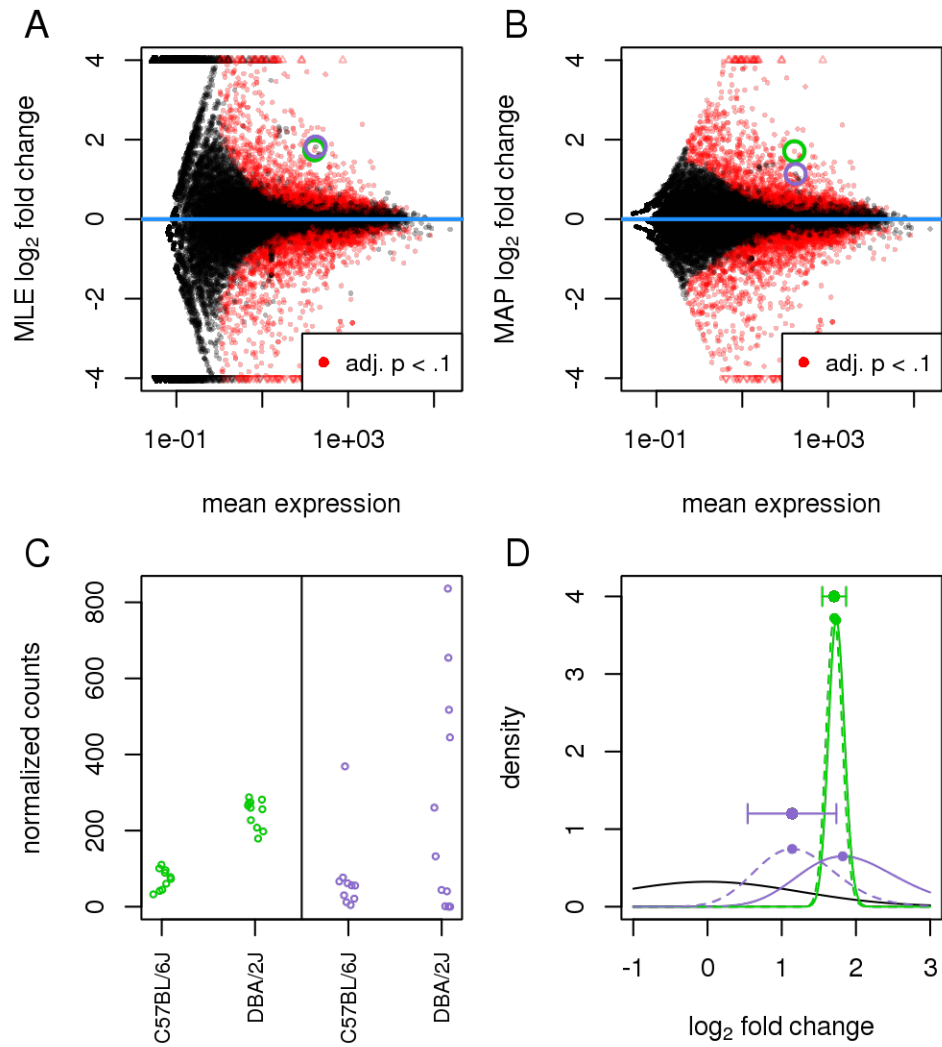 A
MLE log2 fold change
4
2
0
-2
-4
adj. p < .1
1e-01
1e+03
mean expression
B
MAP log2 fold change
4
2
0
-2
-4
adj. p < .1
1e-01
1e+03
mean expression
C
normalized counts
800
600
400
200
0
C57BL/6J
DBA/2J
C57BL/6J
DBA/2J
D
density
4
3
2
1
0
-1
0
1
2
3
log2 fold change